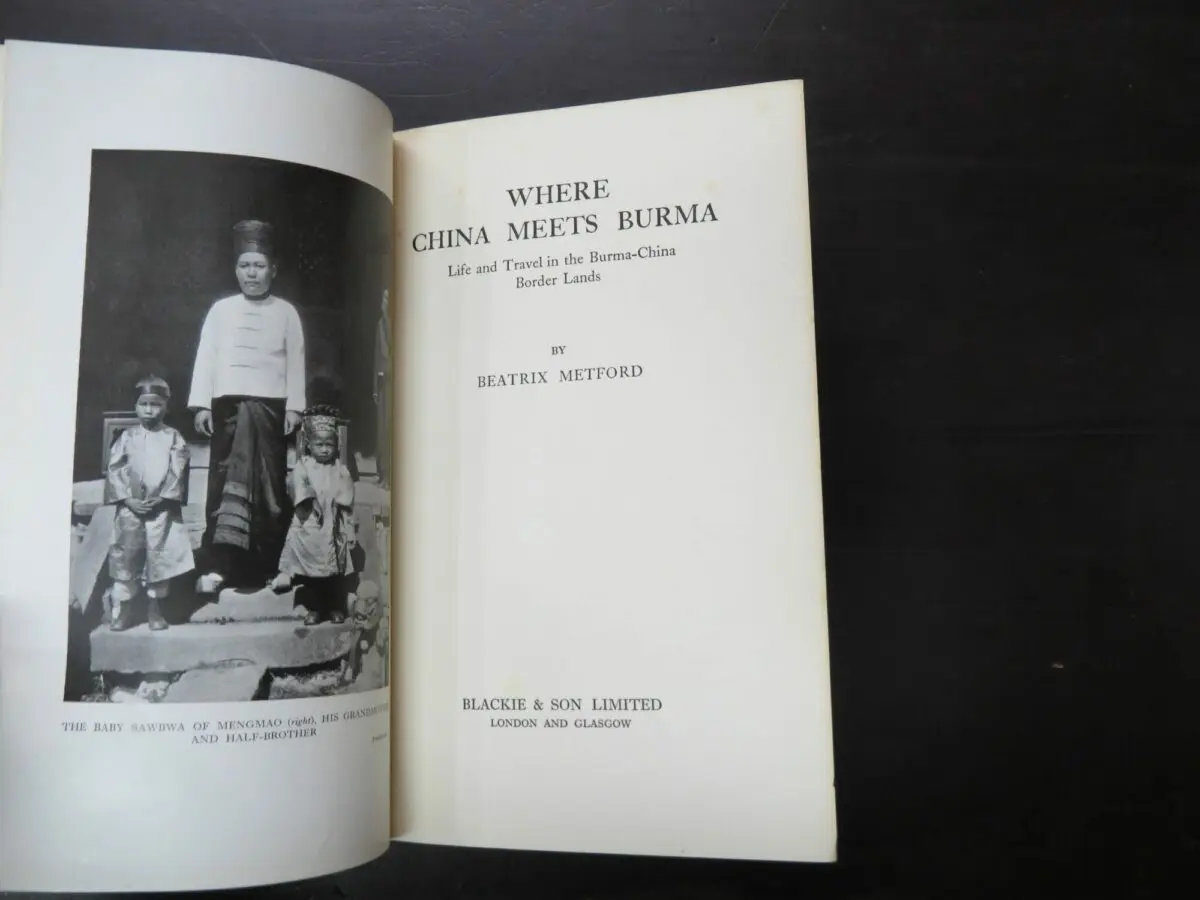 THE BABY SAWBWA OF MENGMAO (right), HIS
AND HALF-BROTHER
WHERE
CHINA MEETS BURMA
Life and Travel in the Burma-China
Border Lands
BY
BEATRIX METFORD
BLACKIE & SON LIMITED
LONDON AND GLASGOW